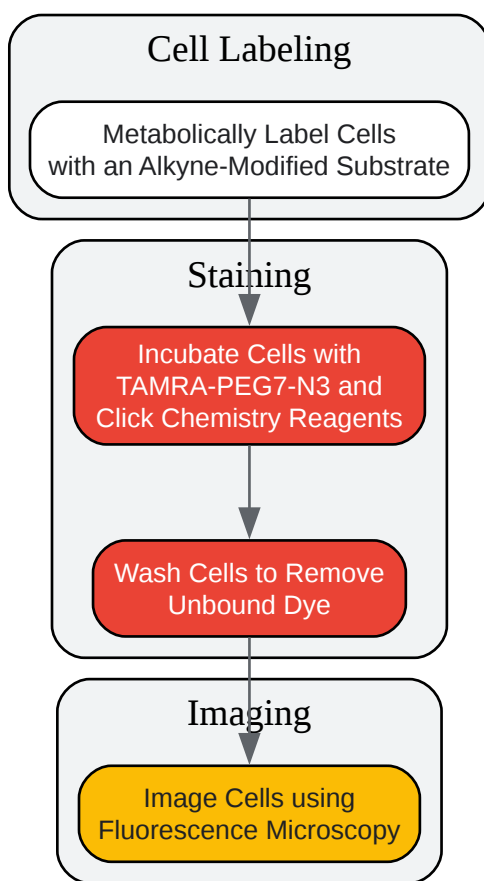 Cell Labeling
Metabolically Label Cells
with an Alkyne-Modified Substrate
Staining
Incubate Cells with
TAMRA-PEG7-N3 and
Click Chemistry Reagents
Wash Cells to Remove
Unbound Dye
Imaging
Image Cells using
Fluorescence Microscopy